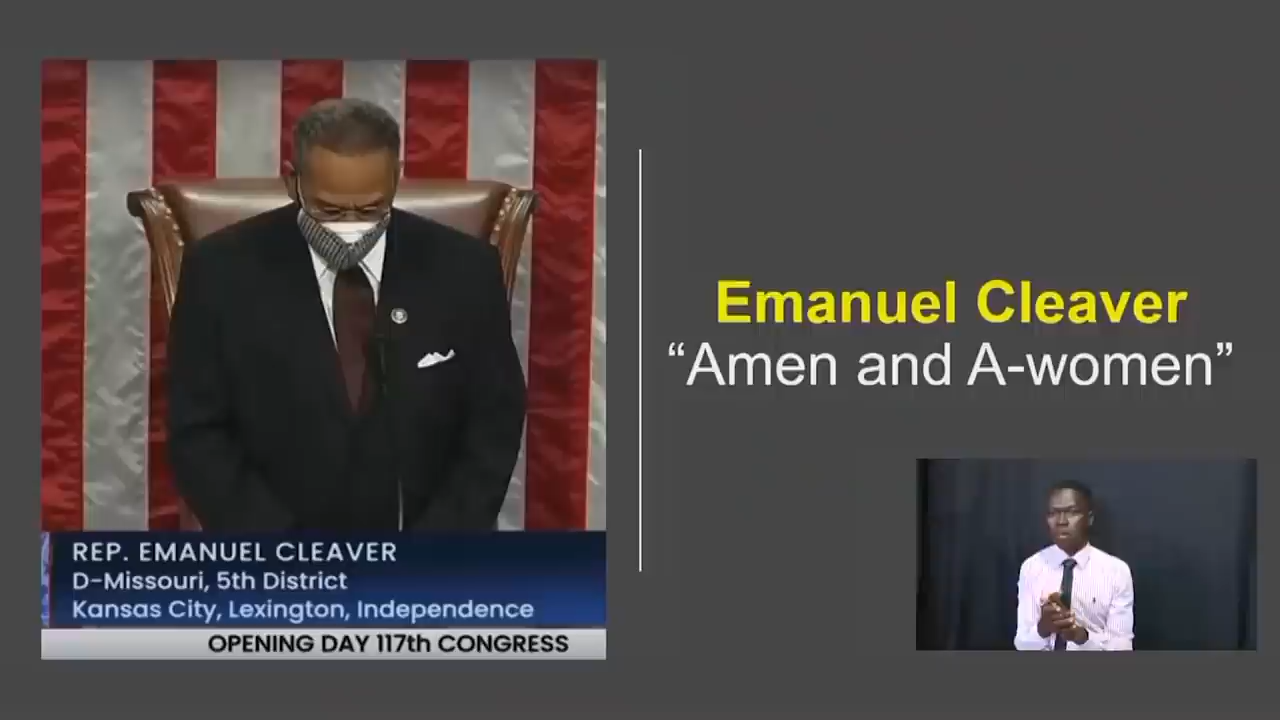 REP. EMANUEL CLEAVER
D-Missouri, 5th District
Kansas City, Lexington, Independence
OPENING DAY 117th CONGRESS
Emanuel Cleaver
“Amen and A-women”